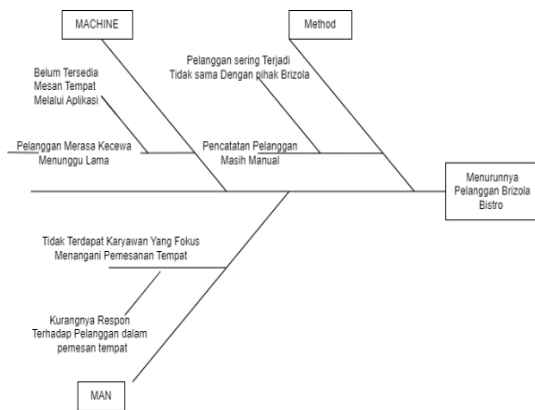 MACHINE
Method
Pelanggan sering Terjadi
Tidak sama Dengan pihak Brizola
Belum Tersedia
Mesan Tempat
Melalui Aplikasi
Pelanggan Merasa Kecewa
Menunggu Lama
Pencatatan Pelanggan
Masih Manual
Menurunnya
Pelanggan Brizola
Bistro
Tidak Terdapat Karyawan Yang Fokus
Menangani Pemesanan Tempat
Kurangnya Respon
Terhadap Pelanggan dalam
pemesan tempat
MAN